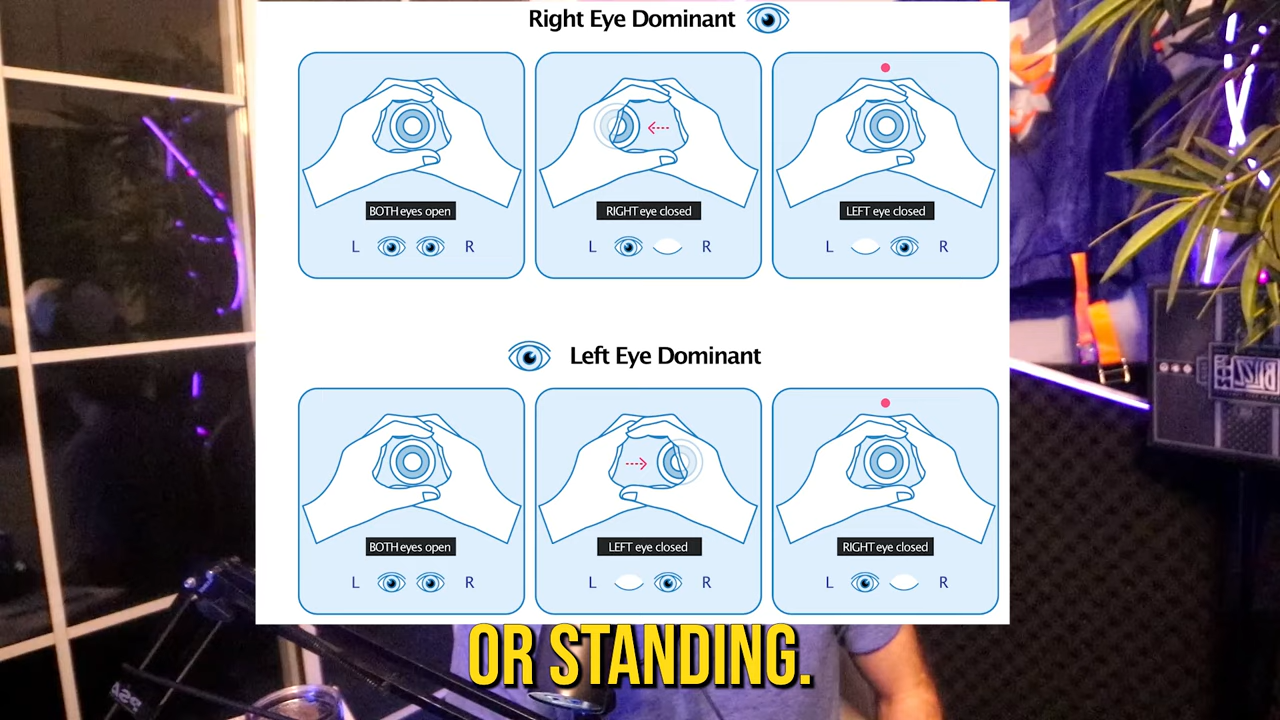 Right Eye Dominant
BOTH eyes open
L R
RIGHT eye closed
L R
LEFT eye closed
L R
Left Eye Dominant
BOTH eyes open
L R
LEFT eye closed
L R
RIGHT eye closed
L R
BUZZ
OR STANDING.